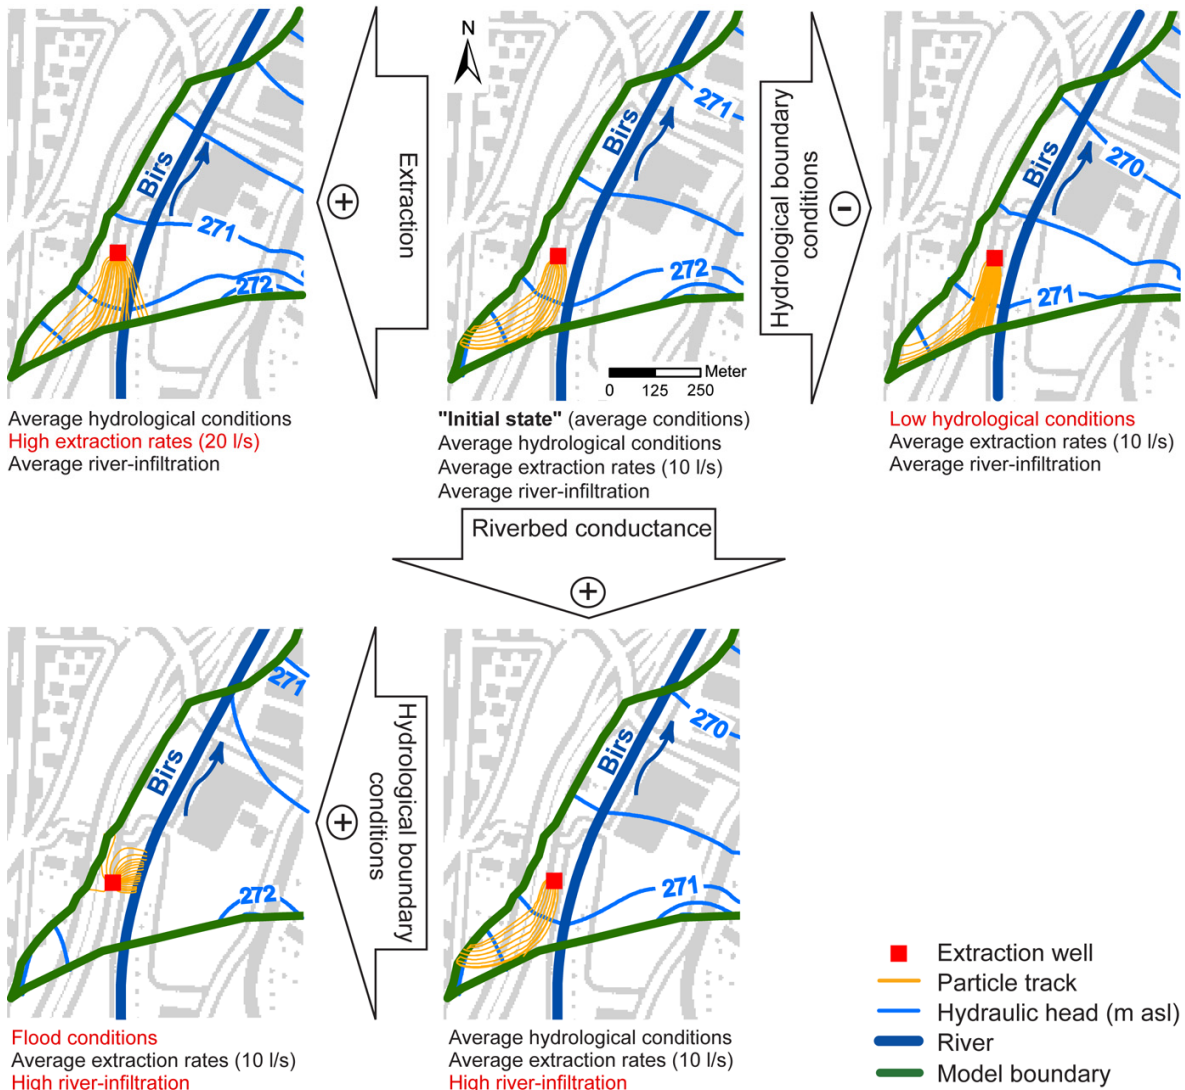 Birs
271
272
Average hydrological conditions
High extraction rates (20 l/s)
Average river-infiltration
Extraction
+
N
Birs
271
272
Meter
0 125 250
"Initial state" (average conditions)
Average hydrological conditions
Average extraction rates (10 l/s)
Average river-infiltration
Hydrological boundary
conditions
-
Birs
270
271
Low hydrological conditions
Average extraction rates (10 l/s)
Average river-infiltration
Riverbed conductance
+
Birs
271
272
Flood conditions
Average extraction rates (10 l/s)
High river-infiltration
Hydrological boundary
conditions
+
Birs
270
271
Average hydrological conditions
Average extraction rates (10 l/s)
High river-infiltration
Extraction well
Particle track
Hydraulic head (m asl)
River
Model boundary